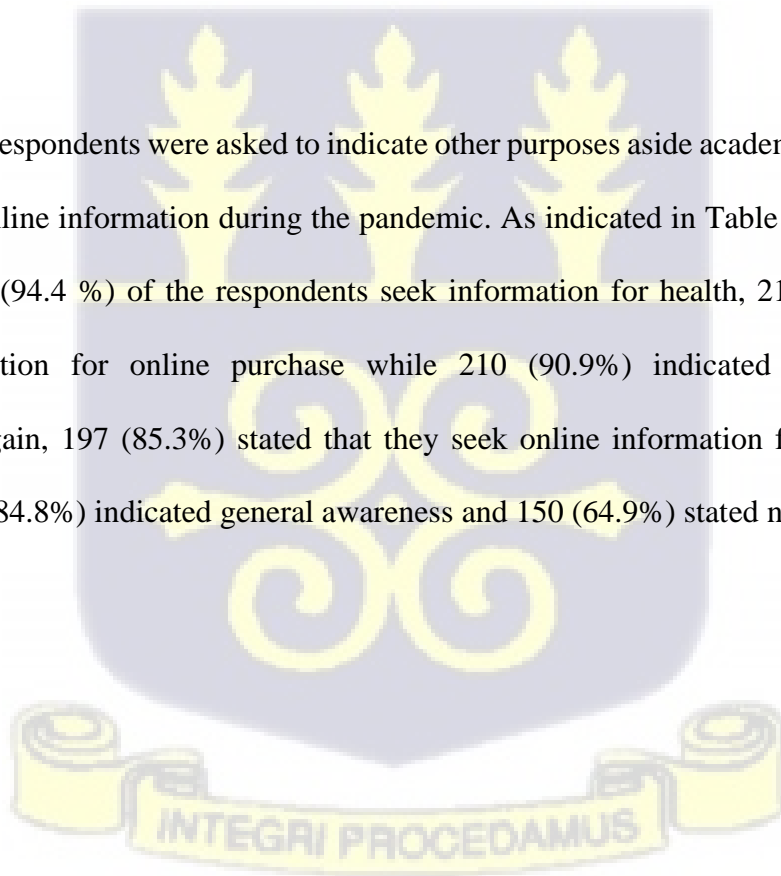 espondents were asked to indicate other purposes aside acade
line information during the pandemic. As indicated in Table
(94.4 %) of the respondents seek information for health, 21
tion for online purchase while 210 (90.9%) indicated
gain, 197 (85.3%) stated that they seek online information f
84.8%) indicated general awareness and 150 (64.9%) stated n
INTEGRI PROCEDAMUS